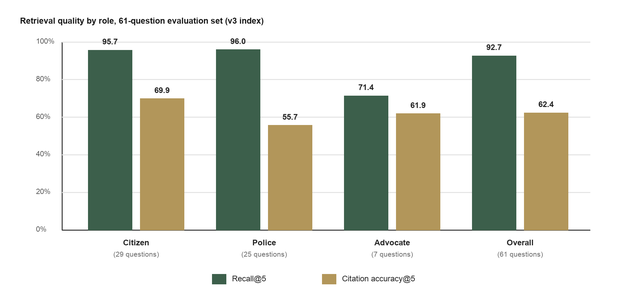 Retrieval quality by role, 61-question evaluation set (v3 index)
100%
80%
60%
40%
20%
0%
95.7
69.9
96.0
55.7
71.4
61.9
92.7
62.4
Citizen
(29 questions)
Police
(25 questions)
Advocate
(7 questions)
Overall
(61 questions)
Recall@5
Citation accuracy@5